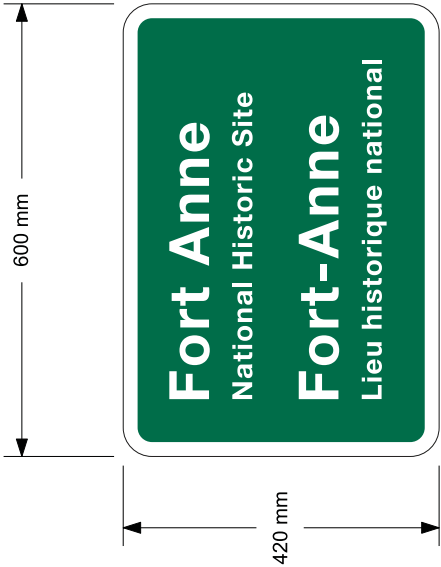 Fort Anne
National Historic Site
Fort-Anne
Lieu historique national
600 mm
420 mm